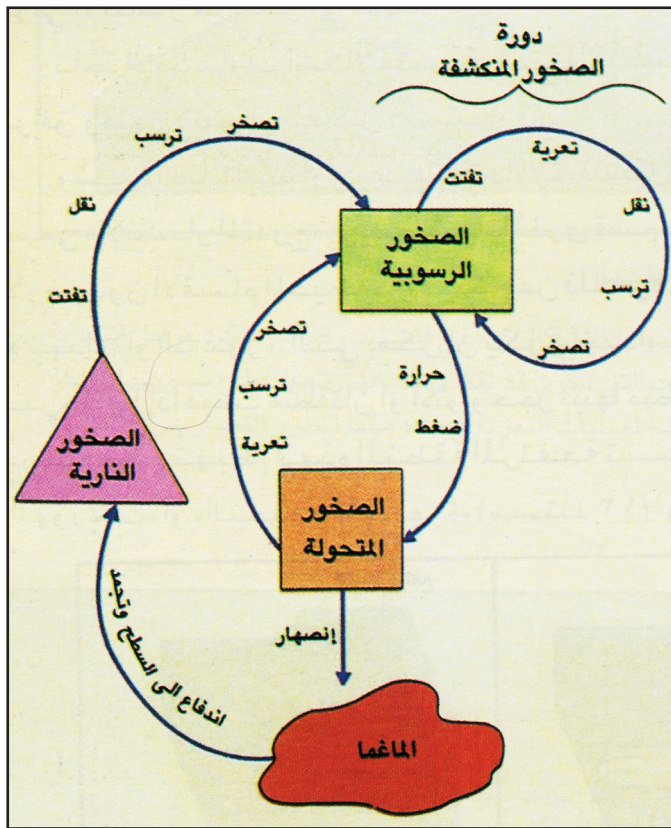 دورة
الصخور المنكشفة
تصخر
ترسب
نقل
تفتت
تعرية
تفتت
نقل
ترسب
تصخر
الصخور
الرسوبية
تصخر
ترسب
تعرية
حرارة
ضغط
الصخور
النارية
الصخور
المتحولة
إنصهار
اندفاع الى السطح وتجمد
الماغما